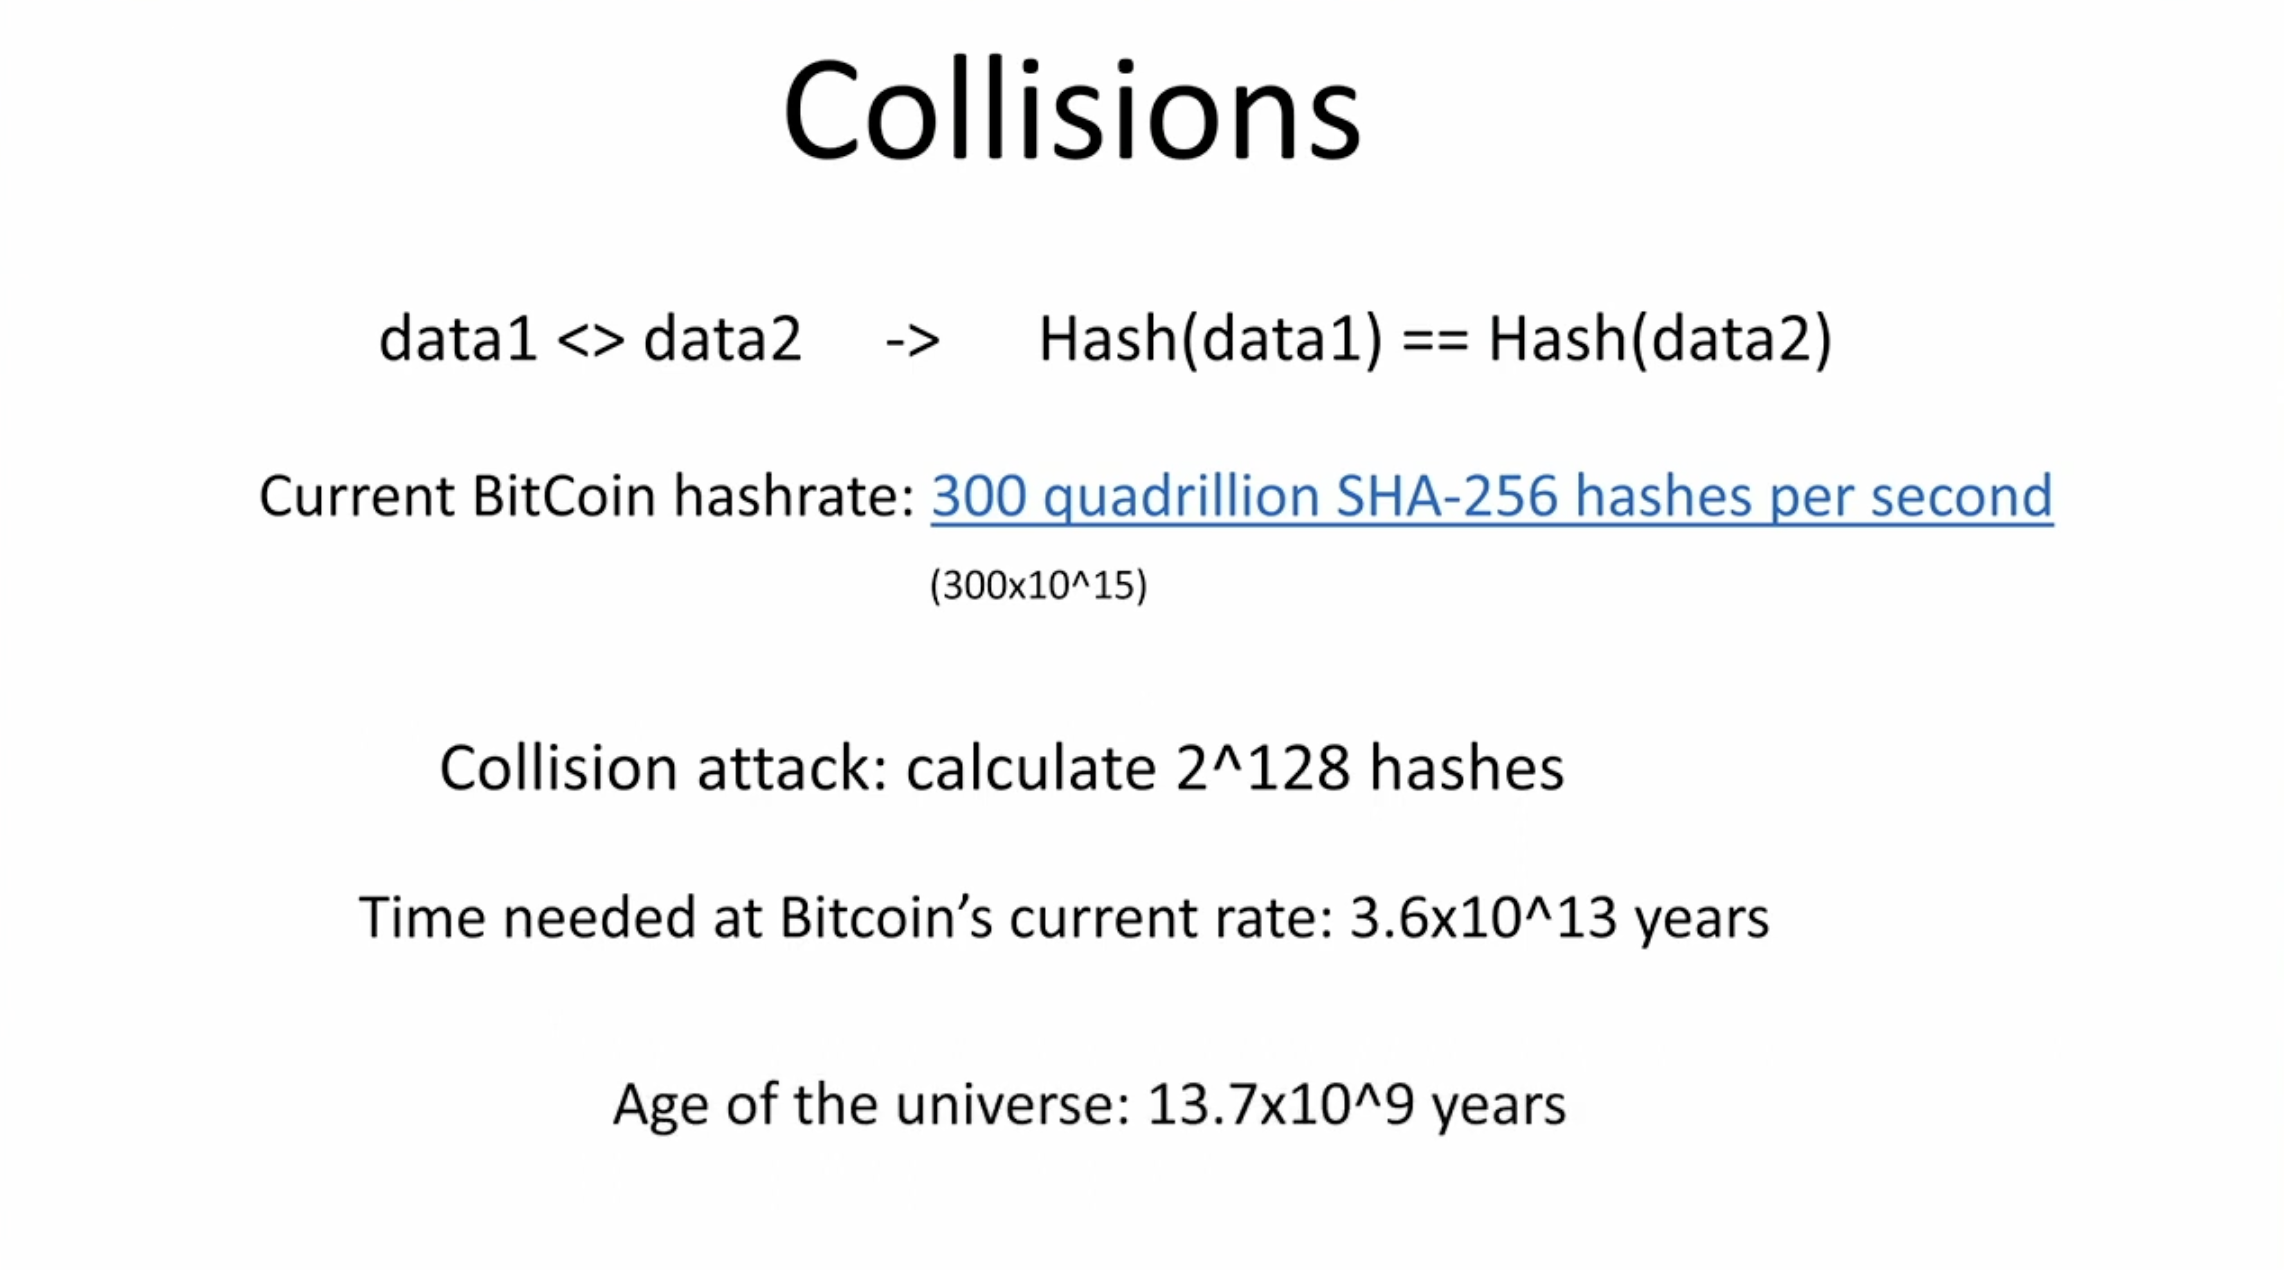 Collisions
data1 <> data2 -> Hash(data1) == Hash(data2)
Current BitCoin hashrate: 300 quadrillion SHA-256 hashes per second
(300x10^15)
Collision attack: calculate 2^128 hashes
Time needed at Bitcoin’s current rate: 3.6x10^13 years
Age of the universe: 13.7x10^9 years